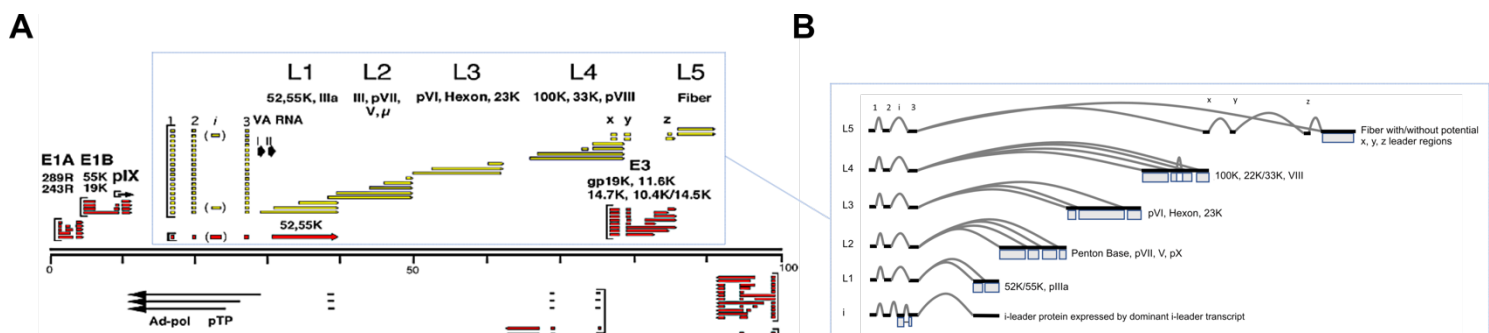 A
L1 L2 L3 L4 L5
52,55K, IIIa
III, pVII,
V, μ
pVI, Hexon, 23K
100K, 33K, pVIII
Fiber
1 2 i 3
VA RNA
I II
x y z
( )
( )
E1A E1B pIX
289R 55K
243R 19K
E3
gp19K, 11.6K
14.7K, 10.4K/14.5K
52,55K
( )
0 50 100
Ad-pol pTP
B
1 2 i 3
x y z
L5
Fiber with/without potential
x, y, z leader regions
L4
100K, 22K/33K, VIII
L3
pVI, Hexon, 23K
L2
Penton Base, pVII, V, pX
L1
52K/55K, pIIIa
i
i-leader protein expressed by dominant i-leader transcript